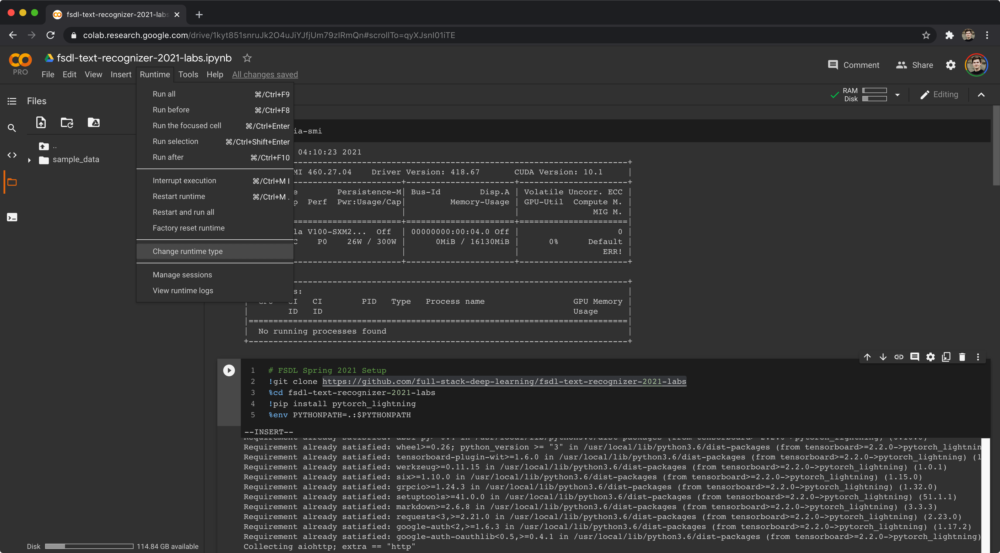 fsdl-text-recognizer-2021-labs
colab.research.google.com/drive/1kyt851snruJk2O4uJiYJfjUm79zIRmQn#scrollTo=qyXJsnI01iTE
PRO
fsdl-text-recognizer-2021-labs.ipynb
File Edit View Insert Runtime Tools Help All changes saved
Comment Share
RAM
Disk
Editing
Files
..
sample_data
Disk 114.84 GB available
Run all ⌘/Ctrl+F9
Run before ⌘/Ctrl+F8
Run the focused cell ⌘/Ctrl+Enter
Run selection ⌘/Ctrl+Shift+Enter
Run after ⌘/Ctrl+F10
Interrupt execution ⌘/Ctrl+M I
Restart runtime ⌘/Ctrl+M .
Restart and run all
Factory reset runtime
Change runtime type
Manage sessions
View runtime logs
ia-smi
04:10:23 2021
MI 460.27.04 Driver Version: 418.67 CUDA Version: 10.1 |
e Persistence-M| Bus-Id Disp.A | Volatile Uncorr. ECC |
p Perf Pwr:Usage/Cap| Memory-Usage | GPU-Util Compute M. |
| | MIG M. |
la V100-SXM2... Off | 00000000:00:04.0 Off | 0 |
C P0 26W / 300W | 0MiB / 16130MiB | 0% Default |
| | ERR! |
s: |
| GPU GI CI PID Type Process name GPU Memory |
| ID ID Usage |
| No running processes found |
1 # FSDL Spring 2021 Setup
2 !git clone https://github.com/full-stack-deep-learning/fsdl-text-recognizer-2021-labs
3 %cd fsdl-text-recognizer-2021-labs
4 !pip install pytorch_lightning
5 %env PYTHONPATH=.:$PYTHONPATH
--INSERT--
Requirement already satisfied: wheel>=0.26; python_version >= "3" in /usr/local/lib/python3.6/dist-packages (from tensorboard>=2.2.0->pytorch_lightnin
Requirement already satisfied: tensorboard-plugin-wit>=1.6.0 in /usr/local/lib/python3.6/dist-packages (from tensorboard>=2.2.0->pytorch_lightning) (1
Requirement already satisfied: werkzeug>=0.11.15 in /usr/local/lib/python3.6/dist-packages (from tensorboard>=2.2.0->pytorch_lightning) (1.0.1)
Requirement already satisfied: six>=1.10.0 in /usr/local/lib/python3.6/dist-packages (from tensorboard>=2.2.0->pytorch_lightning) (1.15.0)
Requirement already satisfied: grpcio>=1.24.3 in /usr/local/lib/python3.6/dist-packages (from tensorboard>=2.2.0->pytorch_lightning) (1.32.0)
Requirement already satisfied: setuptools>=41.0.0 in /usr/local/lib/python3.6/dist-packages (from tensorboard>=2.2.0->pytorch_lightning) (51.1.1)
Requirement already satisfied: markdown>=2.6.8 in /usr/local/lib/python3.6/dist-packages (from tensorboard>=2.2.0->pytorch_lightning) (3.3.3)
Requirement already satisfied: requests<3,>=2.21.0 in /usr/local/lib/python3.6/dist-packages (from tensorboard>=2.2.0->pytorch_lightning) (2.23.0)
Requirement already satisfied: google-auth<2,>=1.6.3 in /usr/local/lib/python3.6/dist-packages (from tensorboard>=2.2.0->pytorch_lightning) (1.17.2)
Requirement already satisfied: google-auth-oauthlib<0.5,>=0.4.1 in /usr/local/lib/python3.6/dist-packages (from tensorboard>=2.2.0->pytorch_lightning)
Collecting aiohttp; extra == "http"